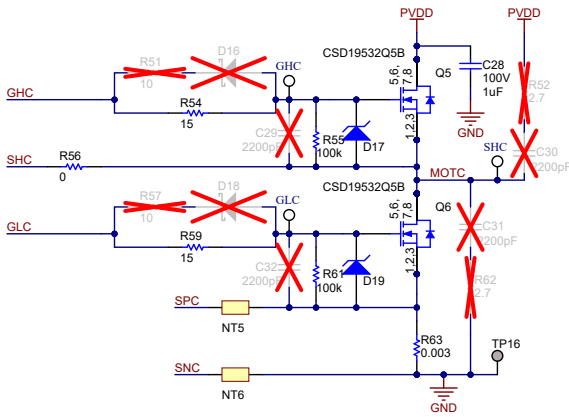 PVDD
PVDD
R51
10
D16
GHC
CSD19532Q5B
Q5
C28
100V
1uF
R52
2.7
GHC
R54
15
5,6,
7,8
1,2,3
C29
2200pF
R55
100k
D17
GND
SHC
C30
2200pF
SHC
R56
0
MOTC
R57
10
D18
GLC
CSD19532Q5B
Q6
5,6,
7,8
1,2,3
C31
2200pF
GLC
R59
15
C32
2200pF
R61
100k
D19
R62
2.7
SPC
NT5
R63
0.003
TP16
SNC
NT6
GND